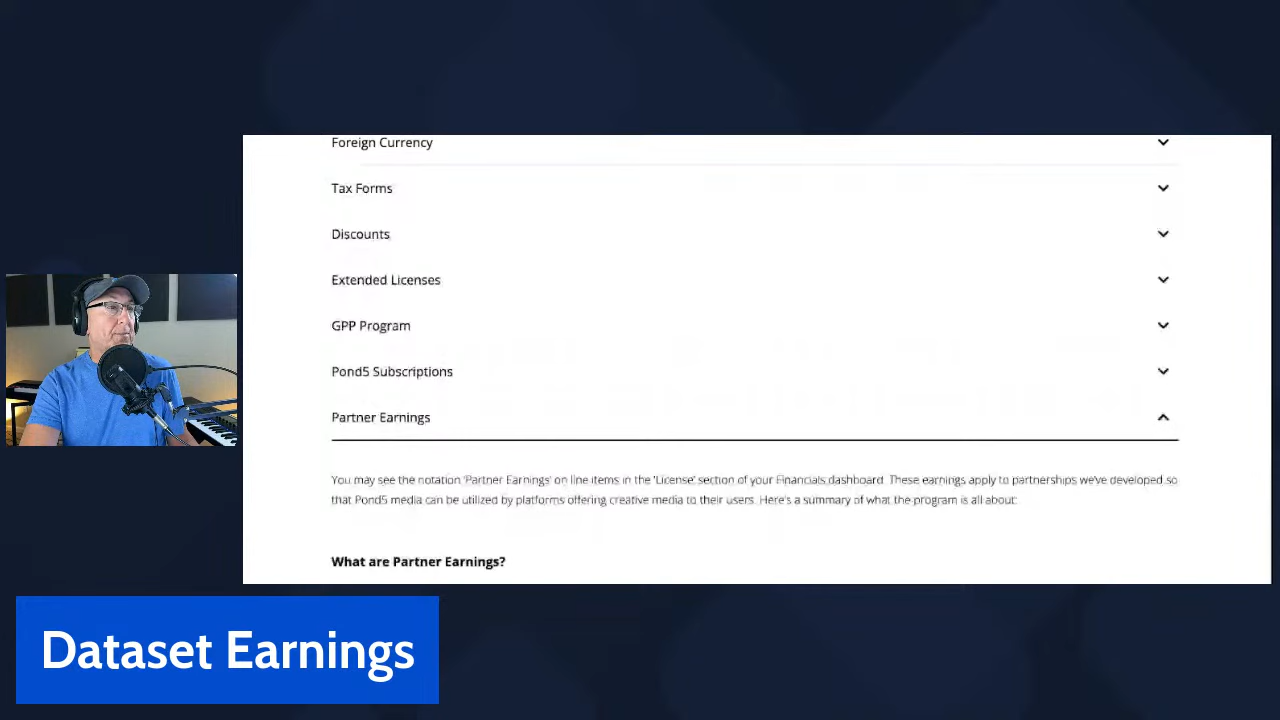 Foreign Currency
Tax Forms
Discounts
Extended Licenses
GPP Program
Pond5 Subscriptions
Partner Earnings
You may see the notation 'Partner Earnings' on line items in the 'License' section of your Financials dashboard. These earnings apply to partnerships we've developed so
that Pond5 media can be utilized by platforms offering creative media to their users. Here's a summary of what the program is all about:
What are Partner Earnings?
Dataset Earnings